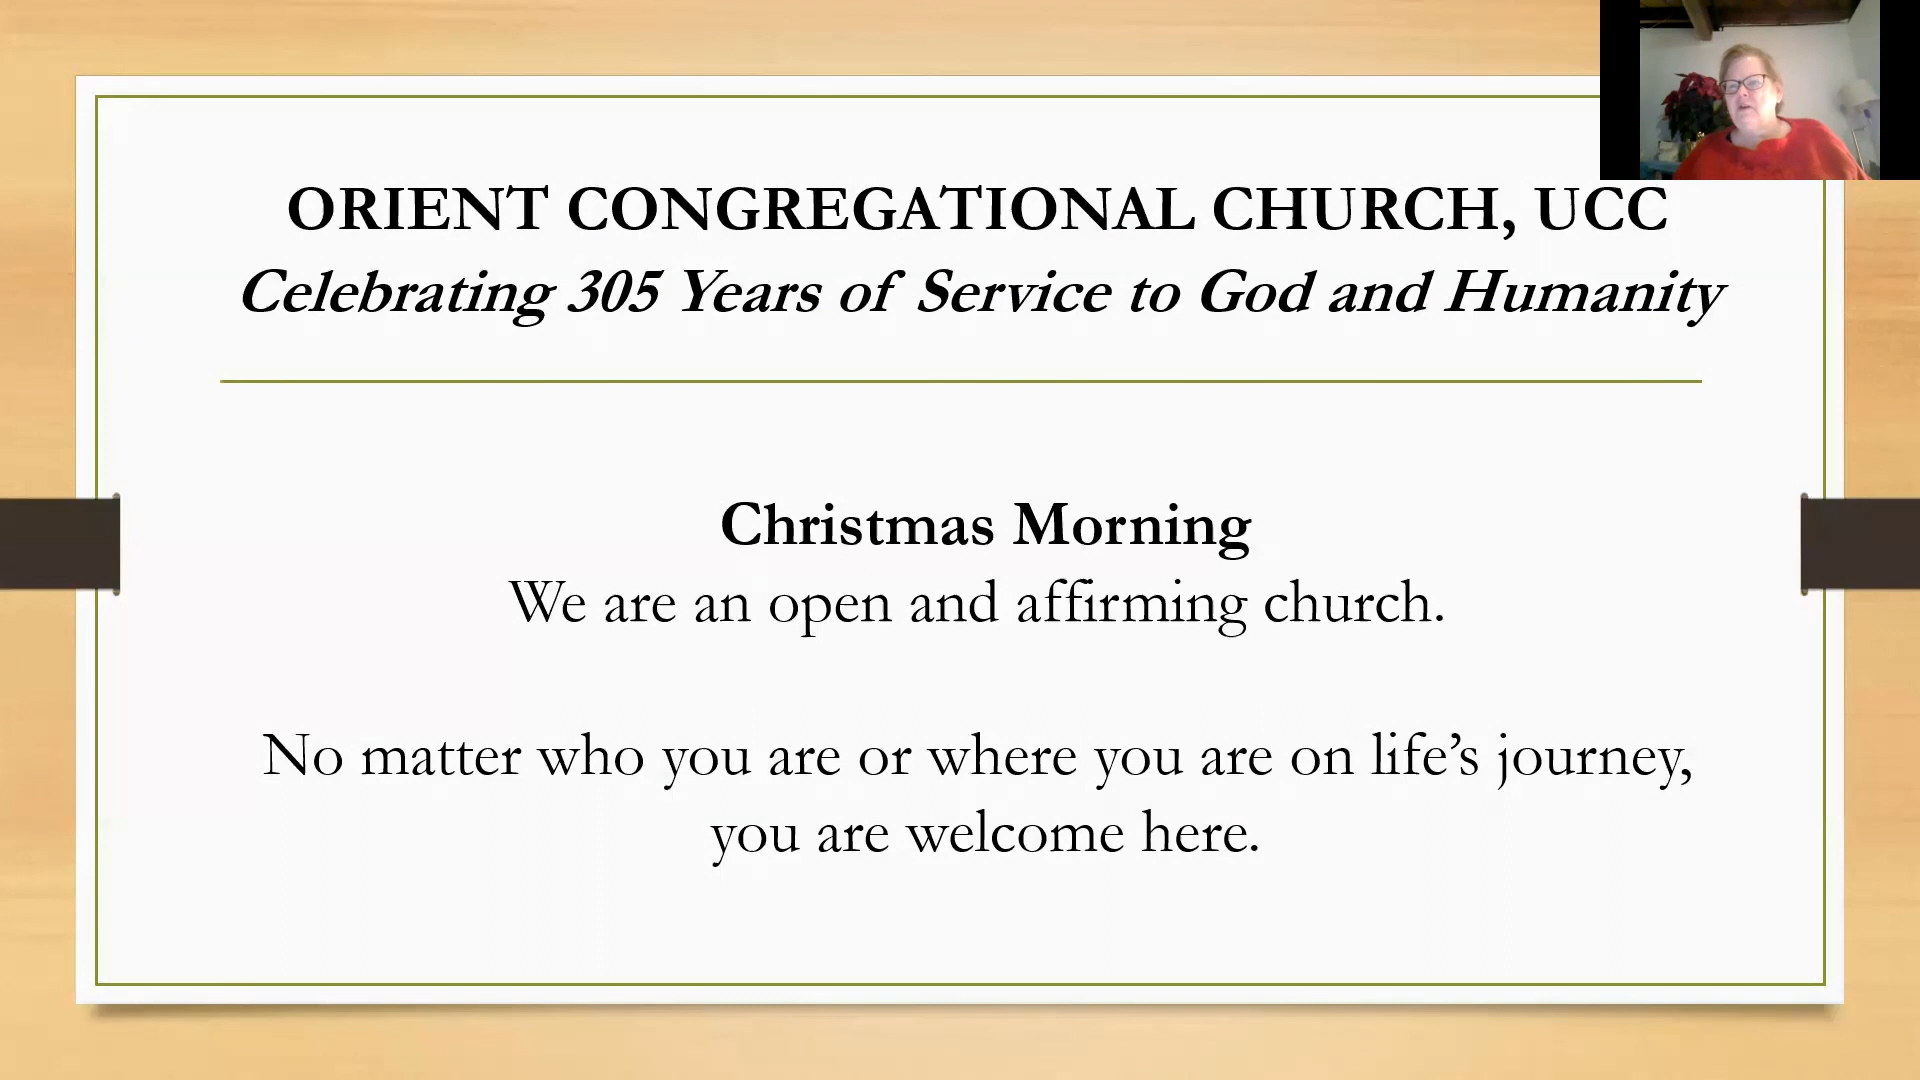 ORIENT CONGREGATIONAL CHURCH, UCC
Celebrating 305 Years of Service to God and Humanity
Christmas Morning
We are an open and affirming church.
No matter who you are or where you are on life’s journey,
you are welcome here.